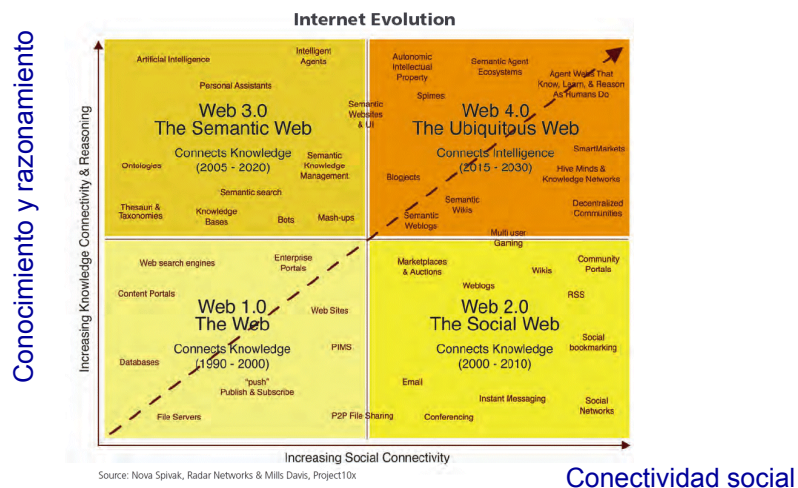 Internet Evolution
Conocimiento y razonamiento
Increasing Knowledge Connectivity & Reasoning
Artificial Intelligence
Intelligent
Agents
Personal Assistants
Semantic
Websites
& UI
Web 3.0
The Semantic Web
Connects Knowledge
(2005 - 2020)
Ontologies
Semantic
Knowledge
Management
Semantic search
Thesauri &
Taxonomies
Knowledge
Bases
Bots
Mash-ups
Autonomic
Intellectual
Property
Semantic Agent
Ecosystems
Agent Webs That
Know, Learn, & Reason
As Humans Do
Spimes
Web 4.0
The Ubiquitous Web
Connects Intelligence
(2015 - 2030)
SmartMarkets
Blogjects
Hive Minds &
Knowledge Networks
Semantic
Wikis
Semantic
Weblogs
Decentralized
Communities
Multi user
Gaming
Web search engines
Enterprise
Portals
Content Portals
Web Sites
Web 1.0
The Web
Connects Knowledge
(1990 - 2000)
PIMS
Databases
"push"
Publish & Subscribe
File Servers
P2P File Sharing
Marketplaces
& Auctions
Wikis
Community
Portals
Weblogs
RSS
Web 2.0
The Social Web
Connects Knowledge
(2000 - 2010)
Social
bookmarking
Email
Instant Messaging
Social
Networks
Conferencing
Increasing Social Connectivity
Source: Nova Spivak, Radar Networks & Mills Davis, Project10x
Conectividad social